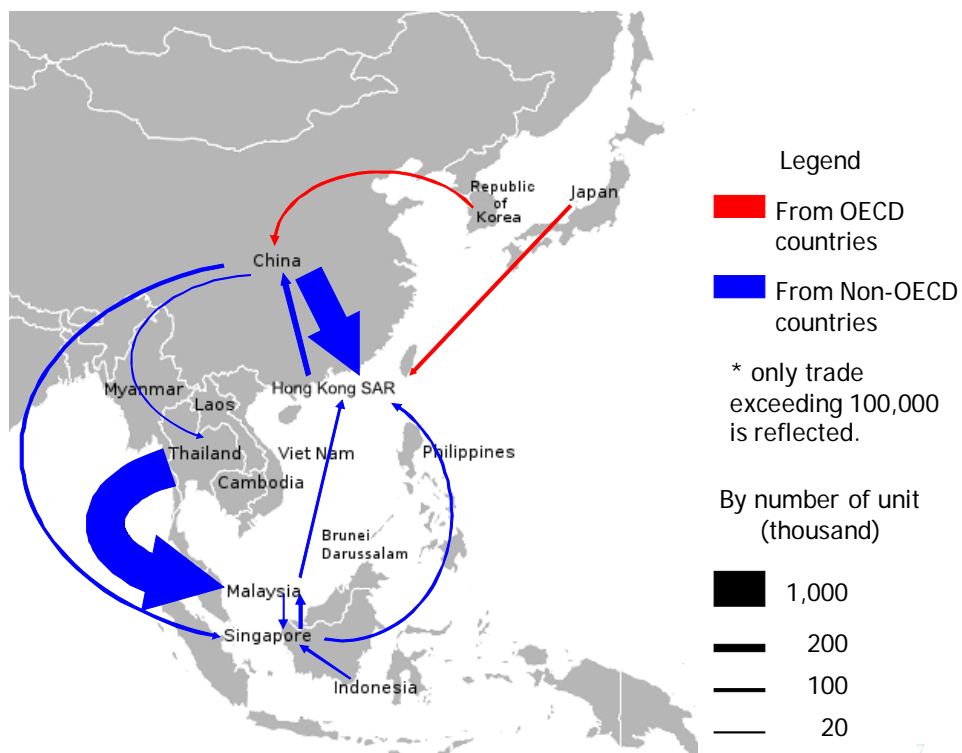 Legend
From OECD
countries
From Non-OECD
countries
* only trade
exceeding 100,000
is reflected.
By number of unit
(thousand)
1,000
200
100
20
Republic
of
Korea
Japan
China
Hong Kong SAR
Myanmar
Laos
Thailand
Viet Nam
Cambodia
Philippines
Brunei
Darussalam
Malaysia
Singapore
Indonesia
7